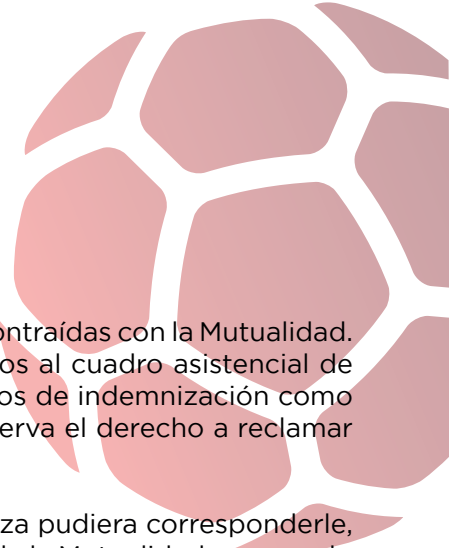 ontraídas con la Mutualidad.
os al cuadro asistencial de
os de indemnización como
erva el derecho a reclamar
za pudiera corresponderle,